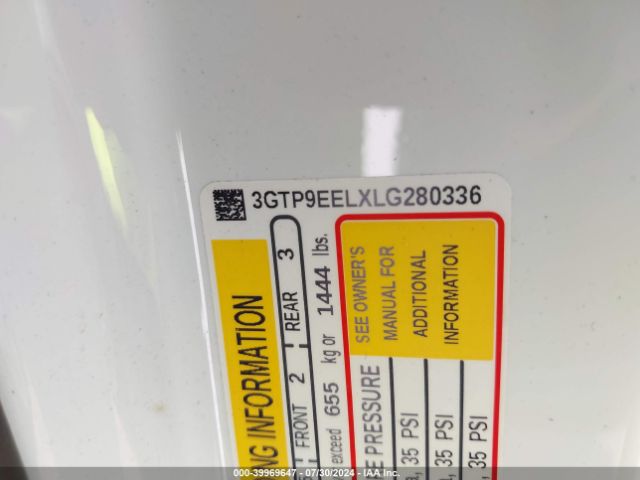 3GTP9EELXLG280336
NG INFORMATION
FRONT 2 REAR 3
exceed 655 kg or 1444 lbs.
PRESSURE
SEE OWNER'S
MANUAL FOR
ADDITIONAL
INFORMATION
35 PSI
35 PSI
35 PSI
000-39969647 - 07/30/2024 - IAA Inc.